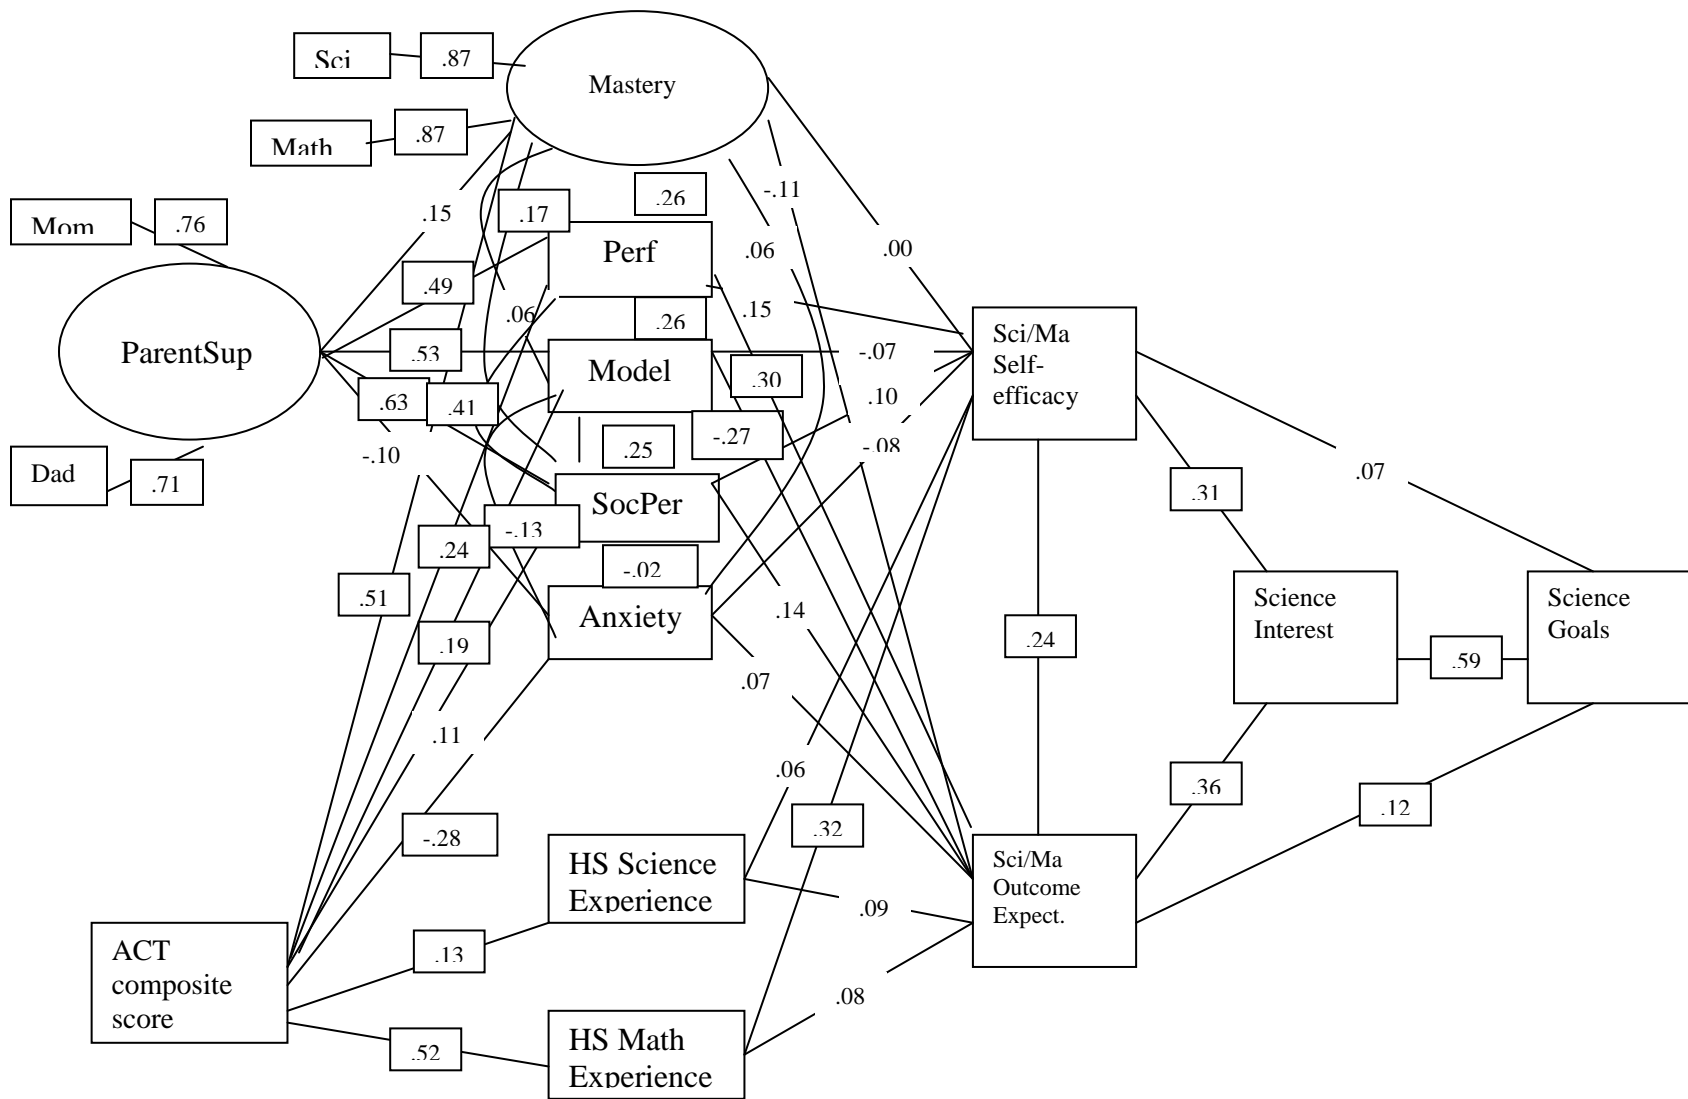 Sci
.87
Mastery
Math
.87
.26
-.11
Mom
.76
.15
.17
Perf
.06
.00
.49
.06
.26
.15
ParentSup
.53
Model
.30
-.07
Sci/Ma
Self-
efficacy
.63
.41
-.27
.10
-.10
.25
-.08
Dad
.71
SocPer
.31
.07
.24
-.13
-.02
.51
Anxiety
.14
.24
Science
Interest
Science
Goals
.19
.59
.07
.11
.06
.36
.12
-.28
.32
HS Science
Experience
Sci/Ma
Outcome
Expect.
.09
ACT
composite
score
.13
.08
.52
HS Math
Experience